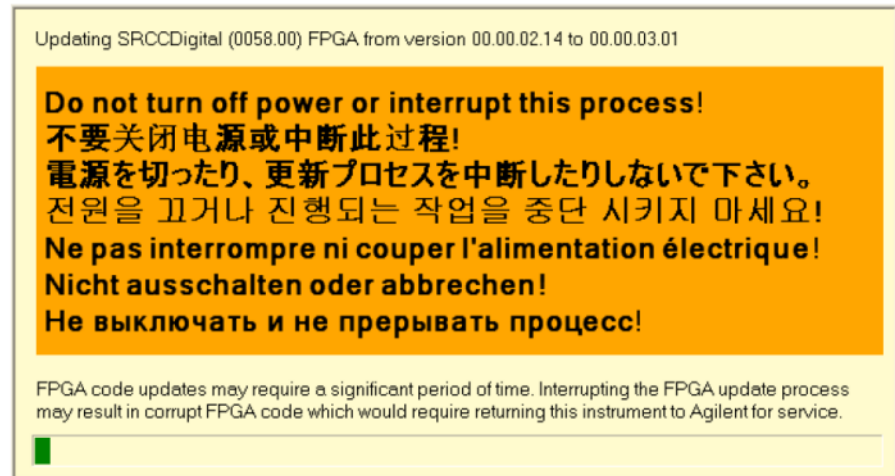 Updating SRCCDigital (0058.00) FPGA from version 00.00.02.14 to 00.00.03.01
Do not turn off power or interrupt this process!
不要关闭电源或中断此过程!
電源を切ったり、更新プロセスを中断したりしないで下さい。
전원을 끄거나 진행되는 작업을 중단 시키지 마세요!
Ne pas interrompre ni couper l'alimentation électrique!
Nicht ausschalten oder abbrechen!
Не выключать и не прерывать процесс!
FPGA code updates may require a significant period of time. Interrupting the FPGA update process
may result in corrupt FPGA code which would require returning this instrument to Agilent for service.